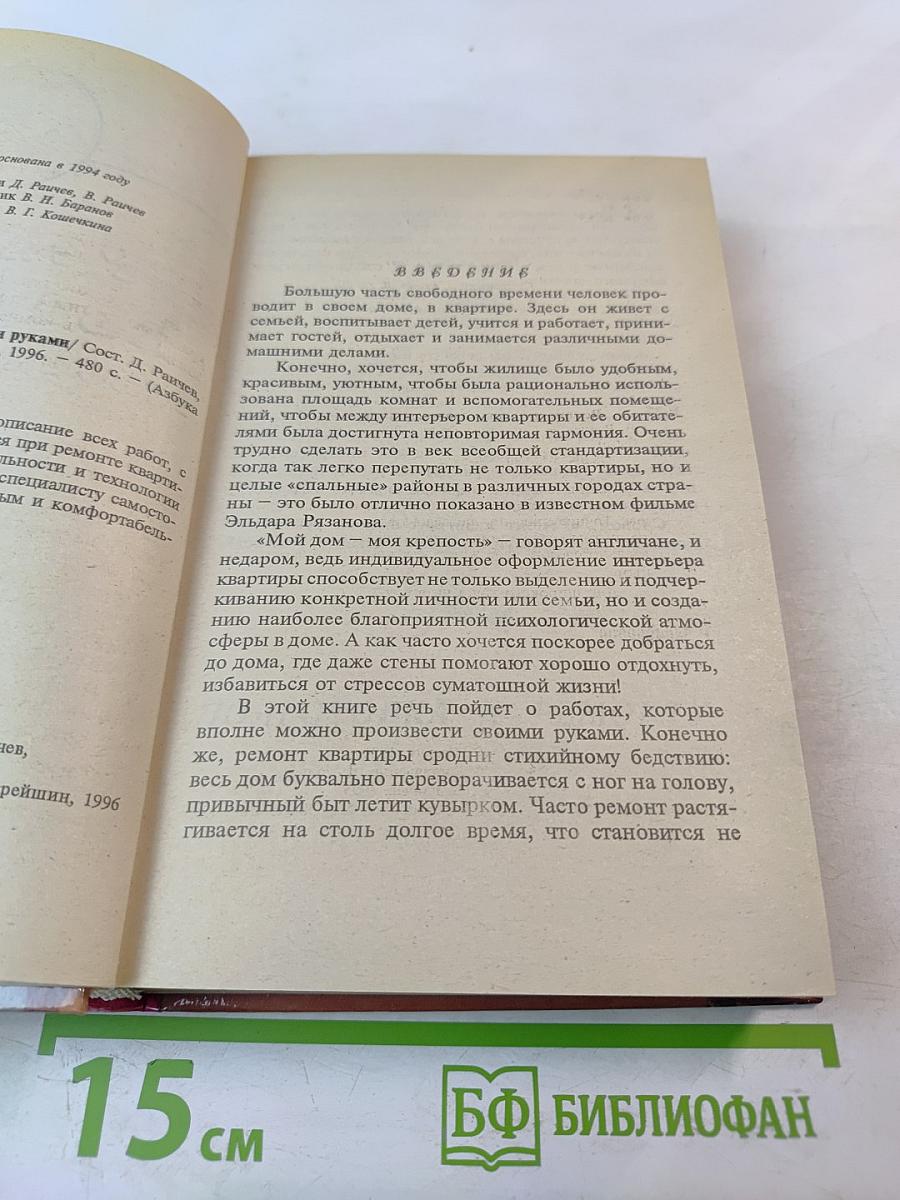 основана в 1994 году
Д. Раичев, В. Раичев
В. Н. Баранов
В. Г. Кошечкина
руками/ Сост. Д. Раичев,
1996. — 480 с. — (Азбука
описание всех работ, с
при ремонте кварти-
и технологии
специалисту самосто-
и комфортабель-
1996
ВВЕДЕНИЕ
Большую часть свободного времени человек про-
водит в своем доме, в квартире. Здесь он живет с
семьей, воспитывает детей, учится и работает, прини-
мает гостей, отдыхает и занимается различными до-
машними делами.
Конечно, хочется, чтобы жилище было удобным,
красивым, уютным, чтобы была рационально исполь-
зована площадь комнат и вспомогательных помеще-
ний, чтобы между интерьером квартиры и ее обитате-
лями была достигнута неповторимая гармония. Очень
трудно сделать это в век всеобщей стандартизации,
когда так легко перепутать не только квартиры, но и
целые «спальные» районы в различных городах стра-
ны — это было отлично показано в известном фильме
Эльдара Рязанова.
«Мой дом — моя крепость» — говорят англичане, и
недаром, ведь индивидуальное оформление интерьера
квартиры способствует не только выделению и подчер-
киванию конкретной личности или семьи, но и созда-
нию наиболее благоприятной психологической атмо-
сферы в доме. А как часто хочется поскорее добраться
до дома, где даже стены помогают хорошо отдохнуть,
избавиться от стрессов суматошной жизни!
В этой книге речь пойдет о работах, которые
вполне можно произвести своими руками. Конечно
же, ремонт квартиры сродни стихийному бедствию:
весь дом буквально переворачивается с ног на голову,
привычный быт летит кувырком. Часто ремонт растя-
гивается на столь долгое время, что становится не
15 см
БФ БИБЛИОФАН